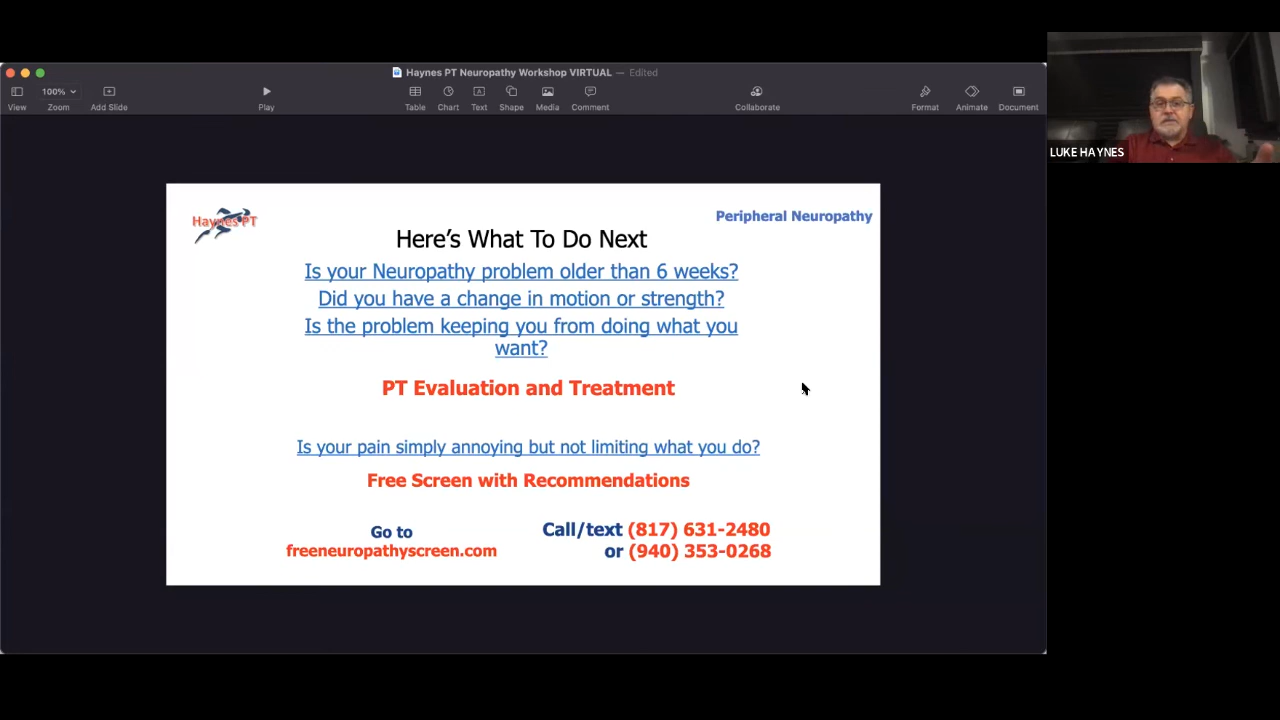 Haynes PT Neuropathy Workshop VIRTUAL — Edited
100%
View
Zoom
Add Slide
Play
Table
Chart
Text
Shape
Media
Comment
Collaborate
Format
Animate
Document
LUKE HAYNES
Haynes PT
Peripheral Neuropathy
Here’s What To Do Next
Is your Neuropathy problem older than 6 weeks?
Did you have a change in motion or strength?
Is the problem keeping you from doing what you
want?
PT Evaluation and Treatment
Is your pain simply annoying but not limiting what you do?
Free Screen with Recommendations
Go to
freeneuropathyscreen.com
Call/text (817) 631-2480
or (940) 353-0268